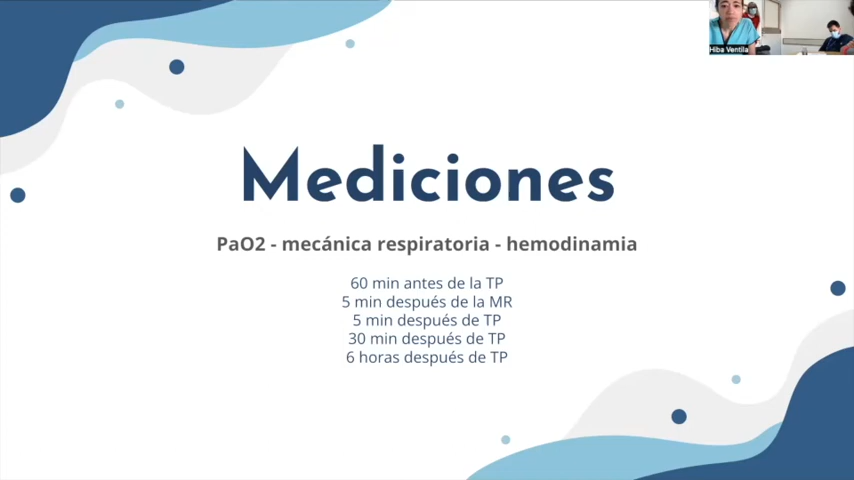 Hiba Ventila
Mediciones
PaO2 - mecánica respiratoria - hemodinamia
60 min antes de la TP
5 min después de la MR
5 min después de TP
30 min después de TP
6 horas después de TP